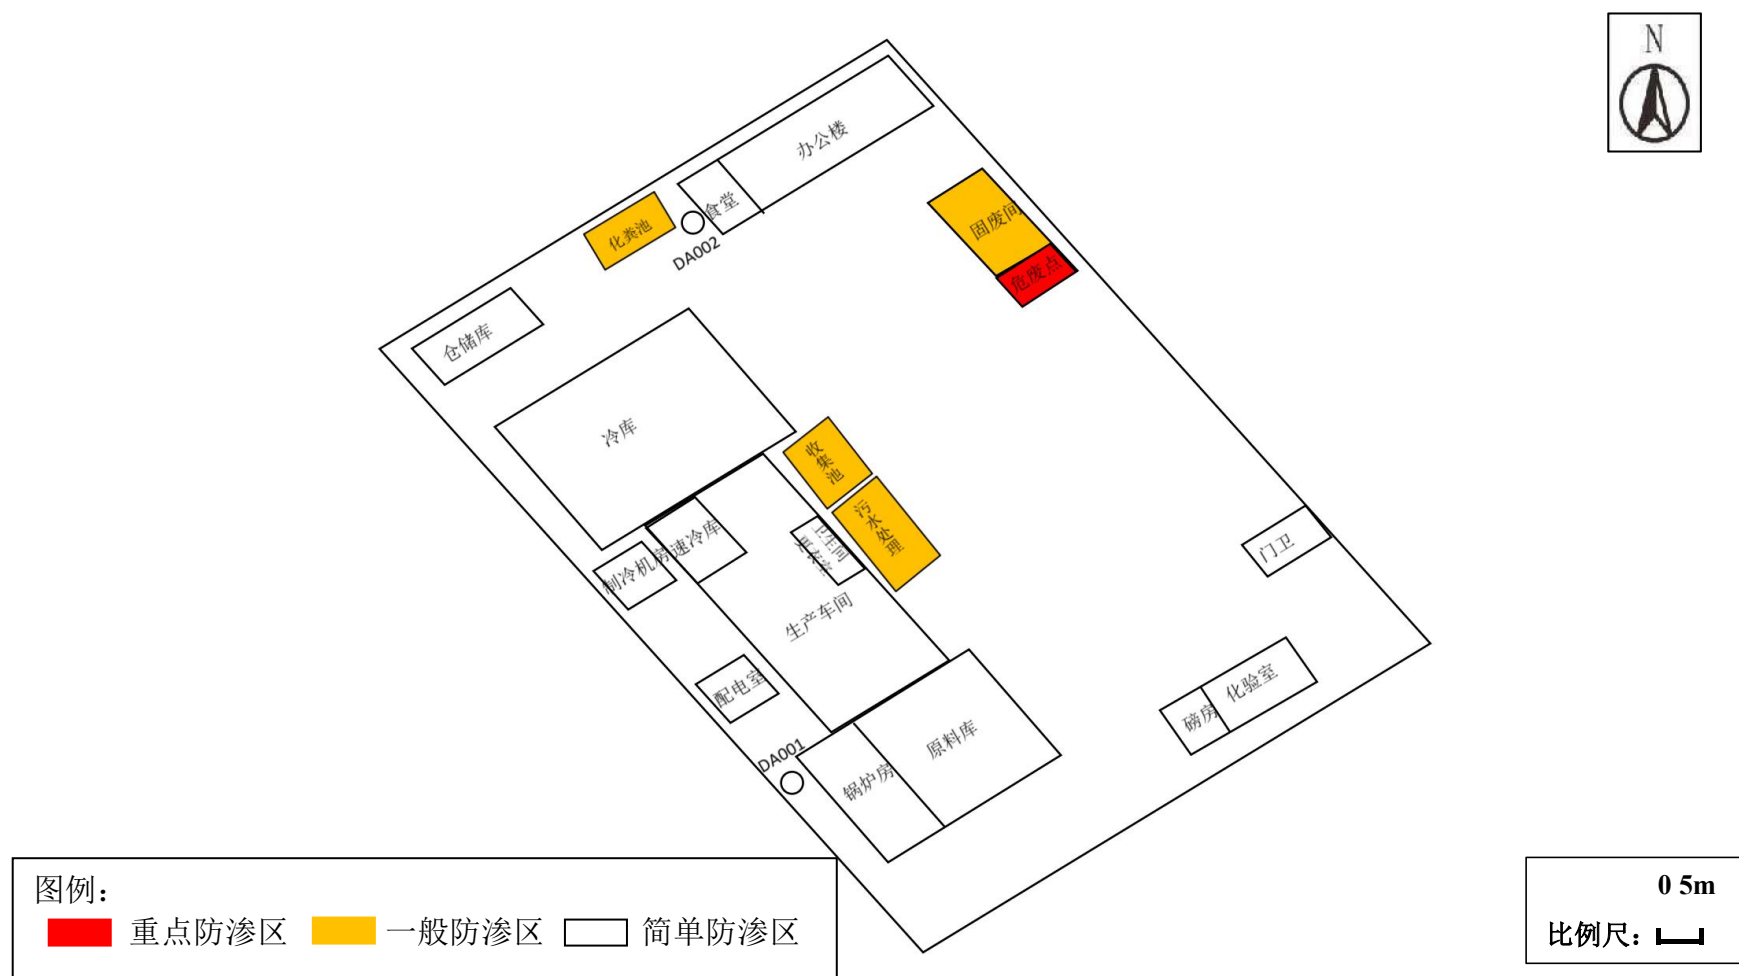 N
办公楼
食堂
化粪池
DA002
固废间
危废点
仓储库
冷库
收集池
污水处理
速冷库
制冷机房
卫生间
生产车间
门卫
配电室
化验室
磅房
原料库
DA001
锅炉房
图例：
重点防渗区 一般防渗区 简单防渗区
0 5m
比例尺：